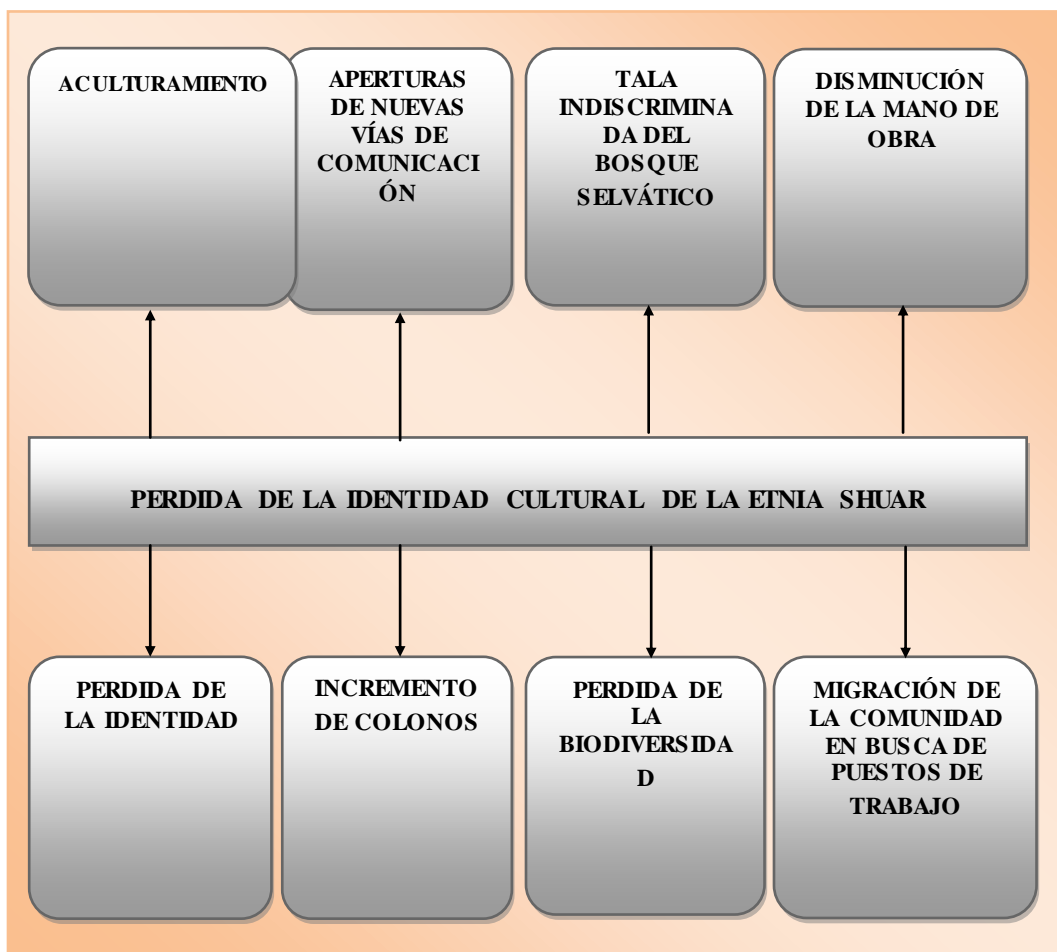 ACULTURAMIENTO
APERTURAS
DE NUEVAS
VÍAS DE
COMUNICACI
ÓN
TALA
INDISCRIMINA
DA DEL
BOSQUE
SELVÁTICO
DISMINUCIÓN
DE LA MANO DE
OBRA
PERDIDA DE LA IDENTIDAD CULTURAL DE LA ETNIA SHUAR
PERDIDA DE
LA IDENTIDAD
INCREMENTO
DE COLONOS
PERDIDA DE
LA
BIODIVERSIDA
D
MIGRACIÓN DE
LA COMUNIDAD
EN BUSCA DE
PUESTOS DE
TRABAJO